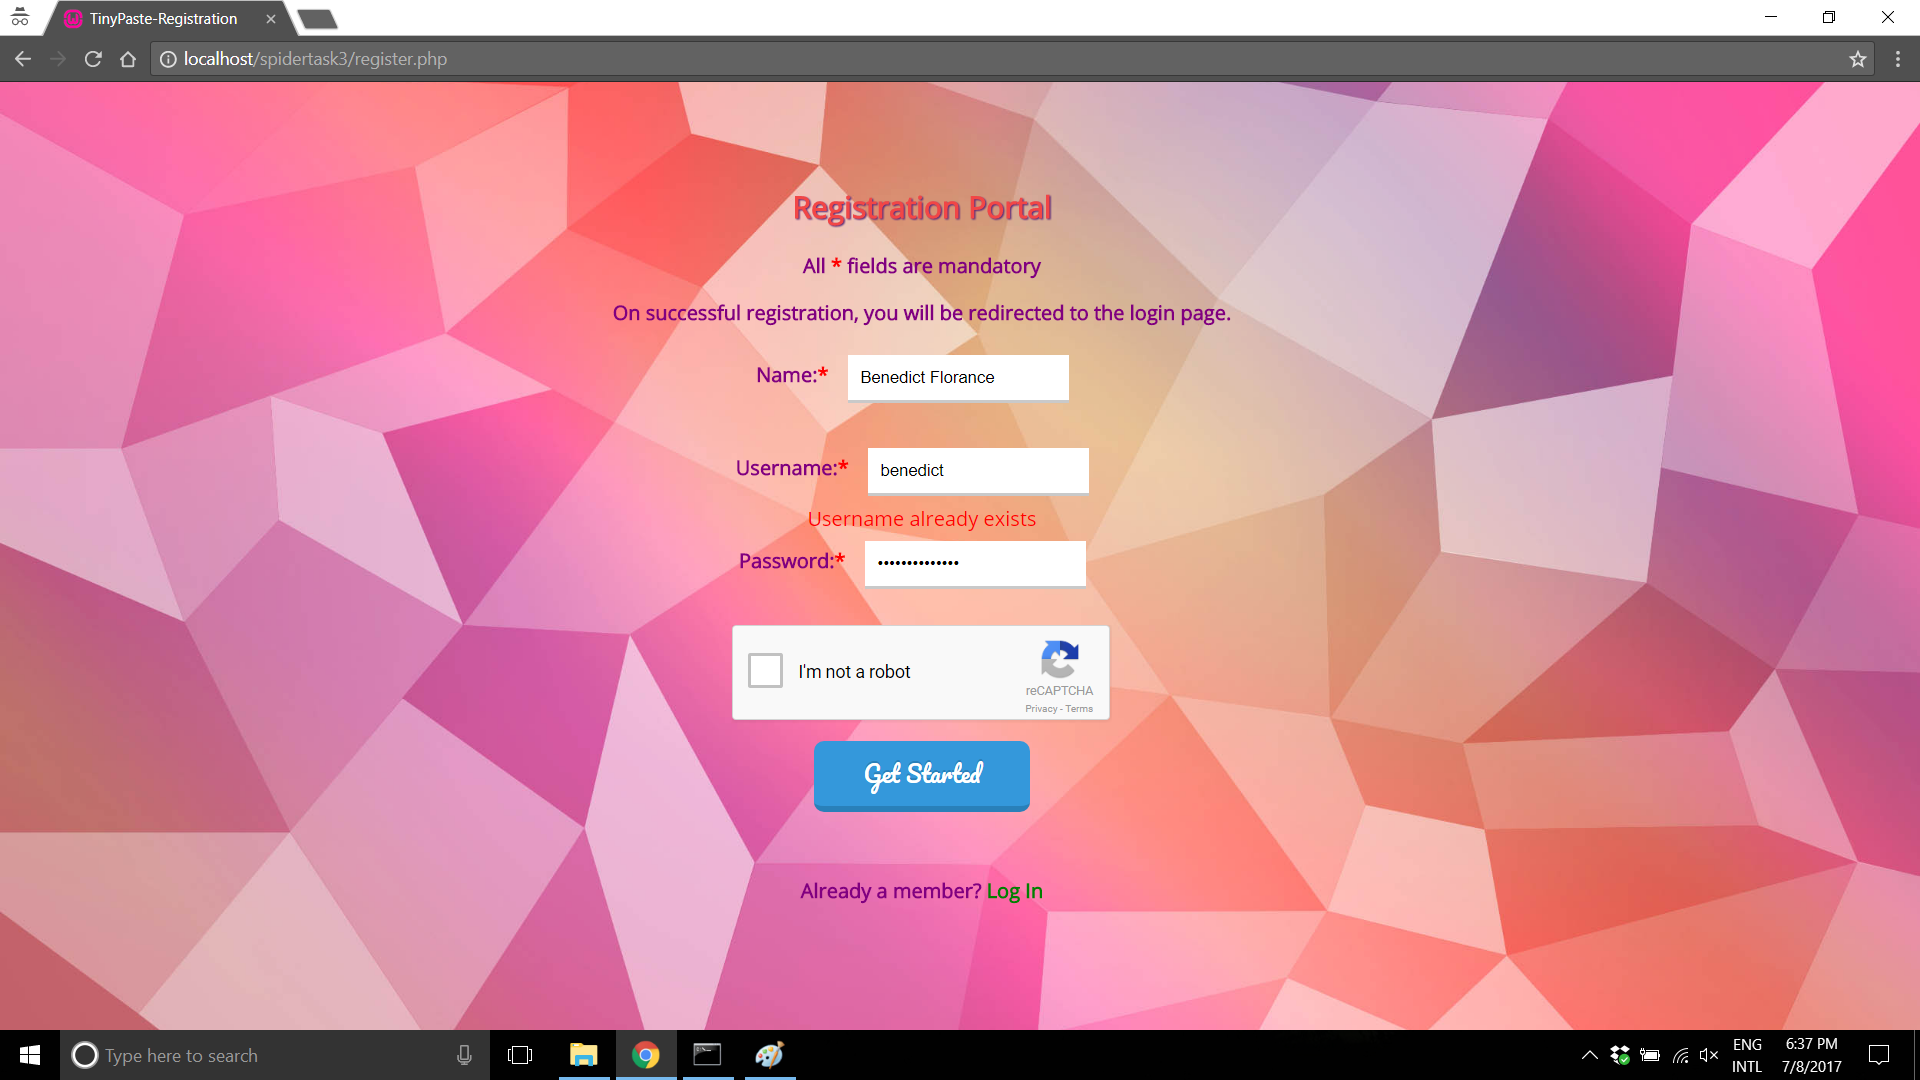 TinyPaste-Registration
localhost/spidertask3/register.php
Registration Portal
All * fields are mandatory
On successful registration, you will be redirected to the login page.
Name:* Benedict Florance
Username:* benedict
Username already exists
Password:* ••••••••••••••
I'm not a robot
reCAPTCHA
Privacy - Terms
Get Started
Already a member? Log In
Type here to search
ENG
INTL
6:37 PM
7/8/2017